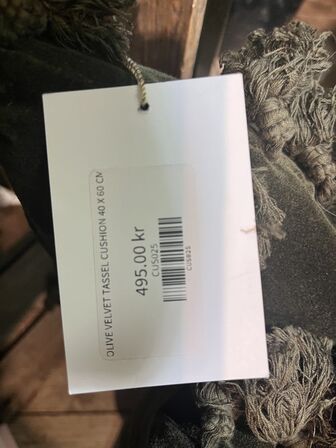 OLIVE VELVET TASSEL CUSHION 40 X 60 CM
495.00 kr
CUS025
CUS025